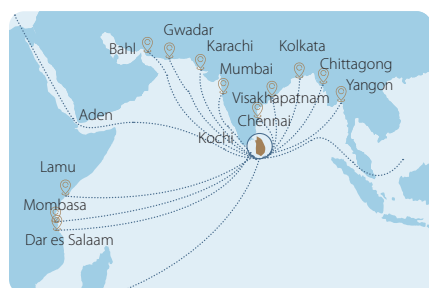 Gwadar
Bahl
Karachi
Kolkata
Mumbai
Chittagong
Yangon
Visakhapatnam
Aden
Chennai
Kochi
Lamu
Mombasa
Dar es Salaam